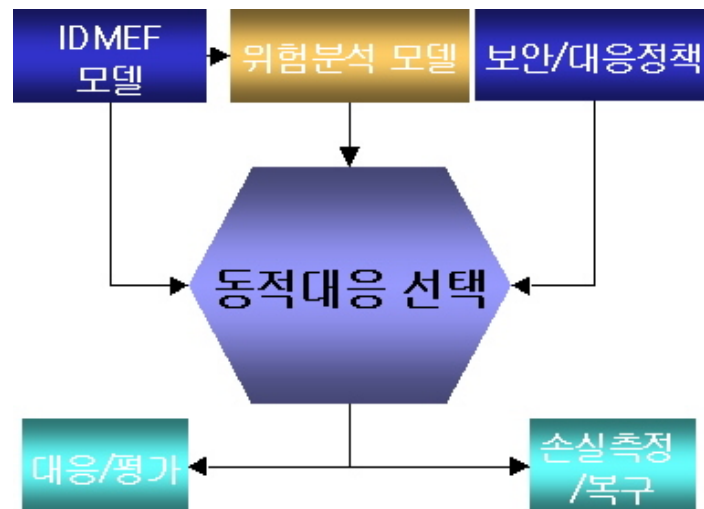 IDMEF
모델
위험분석 모델
보안/대응정책
동적대응 선택
대응/평가
손실측정
/복구